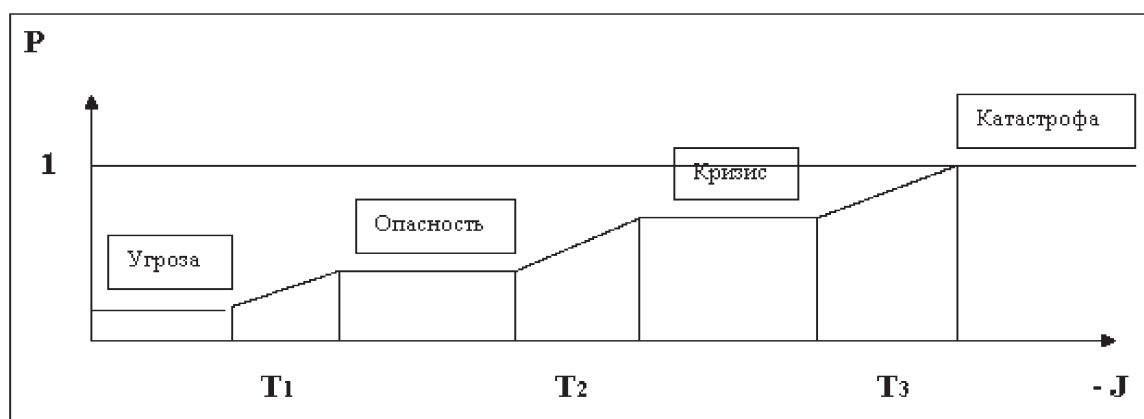 P
Катастрофа
1
Кризис
Опасность
Угроза
T1 T2 T3 - J